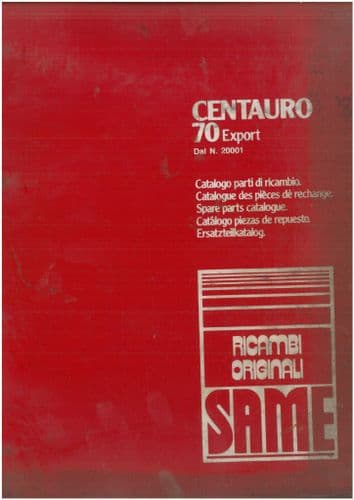 CENTAURO
70 Export
Dal N. 20001
Catalogo parti di ricambio.
Catalogue des pièces dè rechange.
Spare parts catalogue.
Catálogo piezas de repuesto.
Ersatzteilkatalog.
RICAMBI
ORIGINALI
SAME